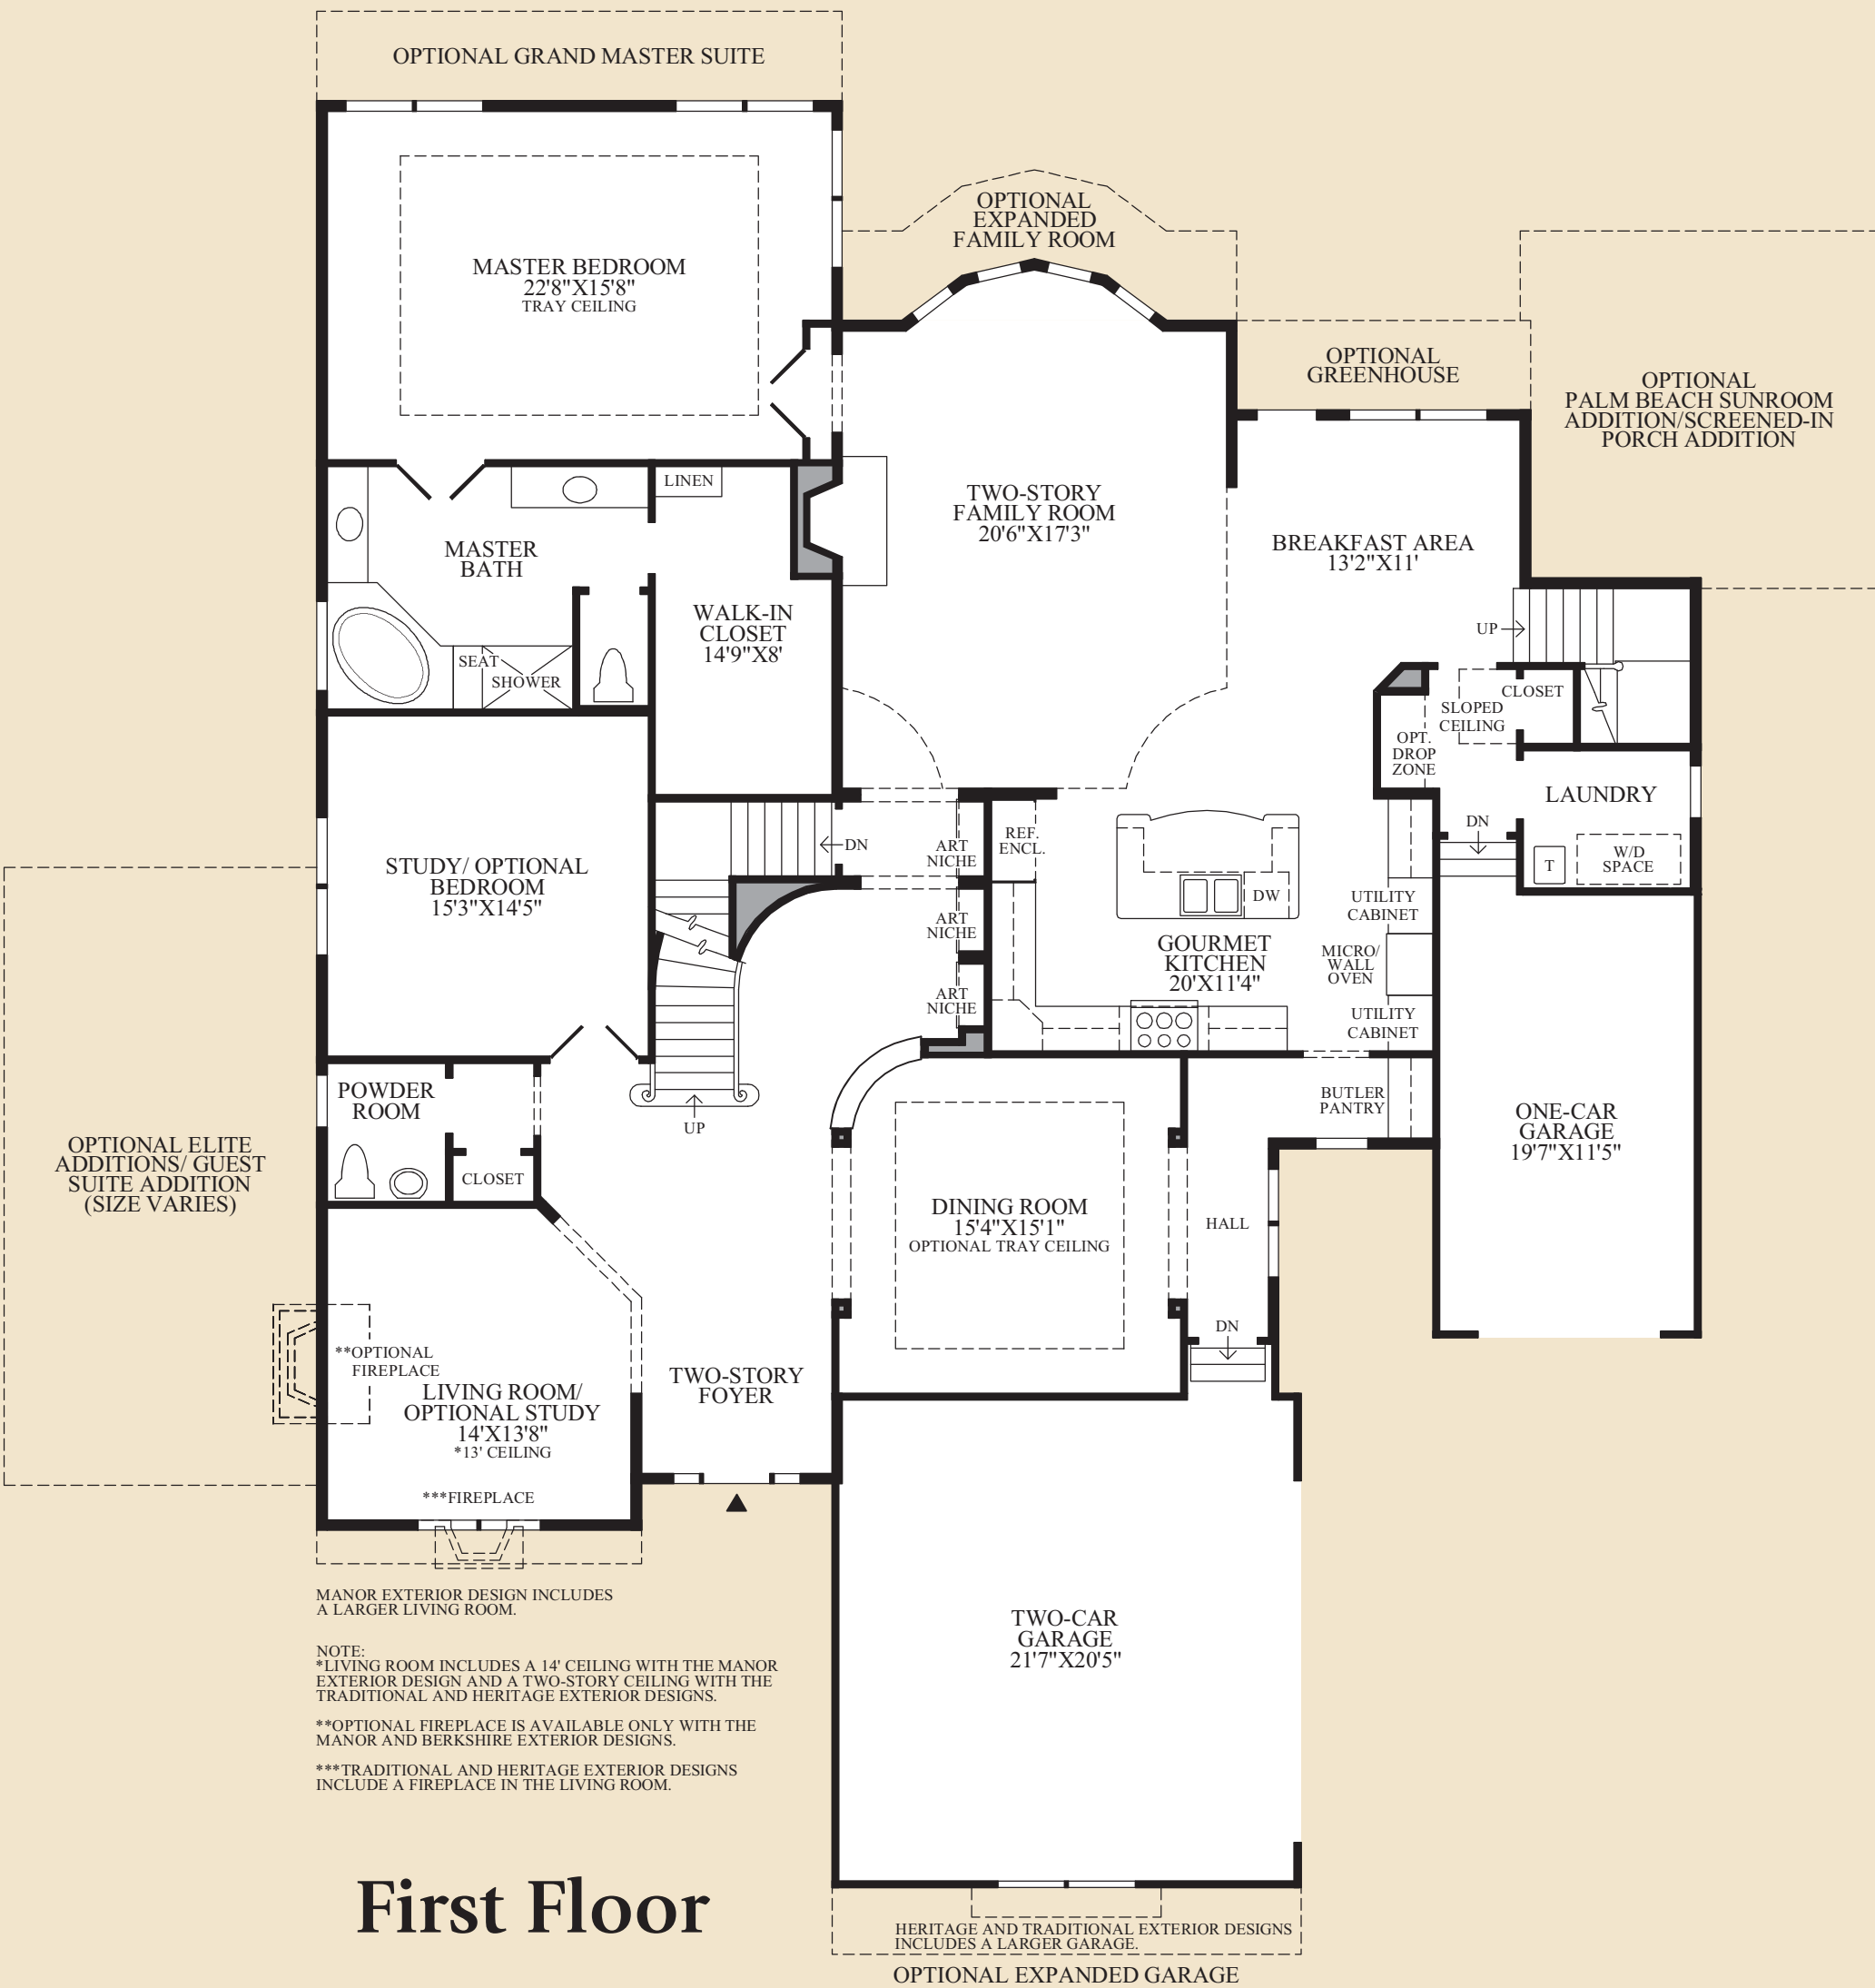 OPTIONAL GRAND MASTER SUITE
MASTER BEDROOM
22'8"X15'8"
TRAY CEILING
OPTIONAL
EXPANDED
FAMILY ROOM
OPTIONAL
GREENHOUSE
OPTIONAL
PALM BEACH SUNROOM
ADDITION/SCREENED-IN
PORCH ADDITION
LINEN
MASTER
BATH
SEAT
SHOWER
WALK-IN
CLOSET
14'9"X8'
TWO-STORY
FAMILY ROOM
20'6"X17'3"
BREAKFAST AREA
13'2"X11'
UP
CLOSET
SLOPED
CEILING
OPT.
DROP
ZONE
LAUNDRY
DN
T
W/D
SPACE
STUDY/ OPTIONAL
BEDROOM
15'3"X14'5"
DN
ART
NICHE
ART
NICHE
ART
NICHE
REF.
ENCL.
DW
UTILITY
CABINET
GOURMET
KITCHEN
20'X11'4"
MICRO/
WALL
OVEN
UTILITY
CABINET
UP
POWDER
ROOM
CLOSET
BUTLER
PANTRY
ONE-CAR
GARAGE
19'7"X11'5"
OPTIONAL ELITE
ADDITIONS/ GUEST
SUITE ADDITION
(SIZE VARIES)
DINING ROOM
15'4"X15'1"
OPTIONAL TRAY CEILING
HALL
DN
**OPTIONAL
FIREPLACE
LIVING ROOM/
OPTIONAL STUDY
14'X13'8"
*13' CEILING
***FIREPLACE
TWO-STORY
FOYER
MANOR EXTERIOR DESIGN INCLUDES
A LARGER LIVING ROOM.
NOTE:
*LIVING ROOM INCLUDES A 14' CEILING WITH THE MANOR
EXTERIOR DESIGN AND A TWO-STORY CEILING WITH THE
TRADITIONAL AND HERITAGE EXTERIOR DESIGNS.
**OPTIONAL FIREPLACE IS AVAILABLE ONLY WITH THE
MANOR AND BERKSHIRE EXTERIOR DESIGNS.
***TRADITIONAL AND HERITAGE EXTERIOR DESIGNS
INCLUDE A FIREPLACE IN THE LIVING ROOM.
TWO-CAR
GARAGE
21'7"X20'5"
First Floor
HERITAGE AND TRADITIONAL EXTERIOR DESIGNS
INCLUDES A LARGER GARAGE.
OPTIONAL EXPANDED GARAGE